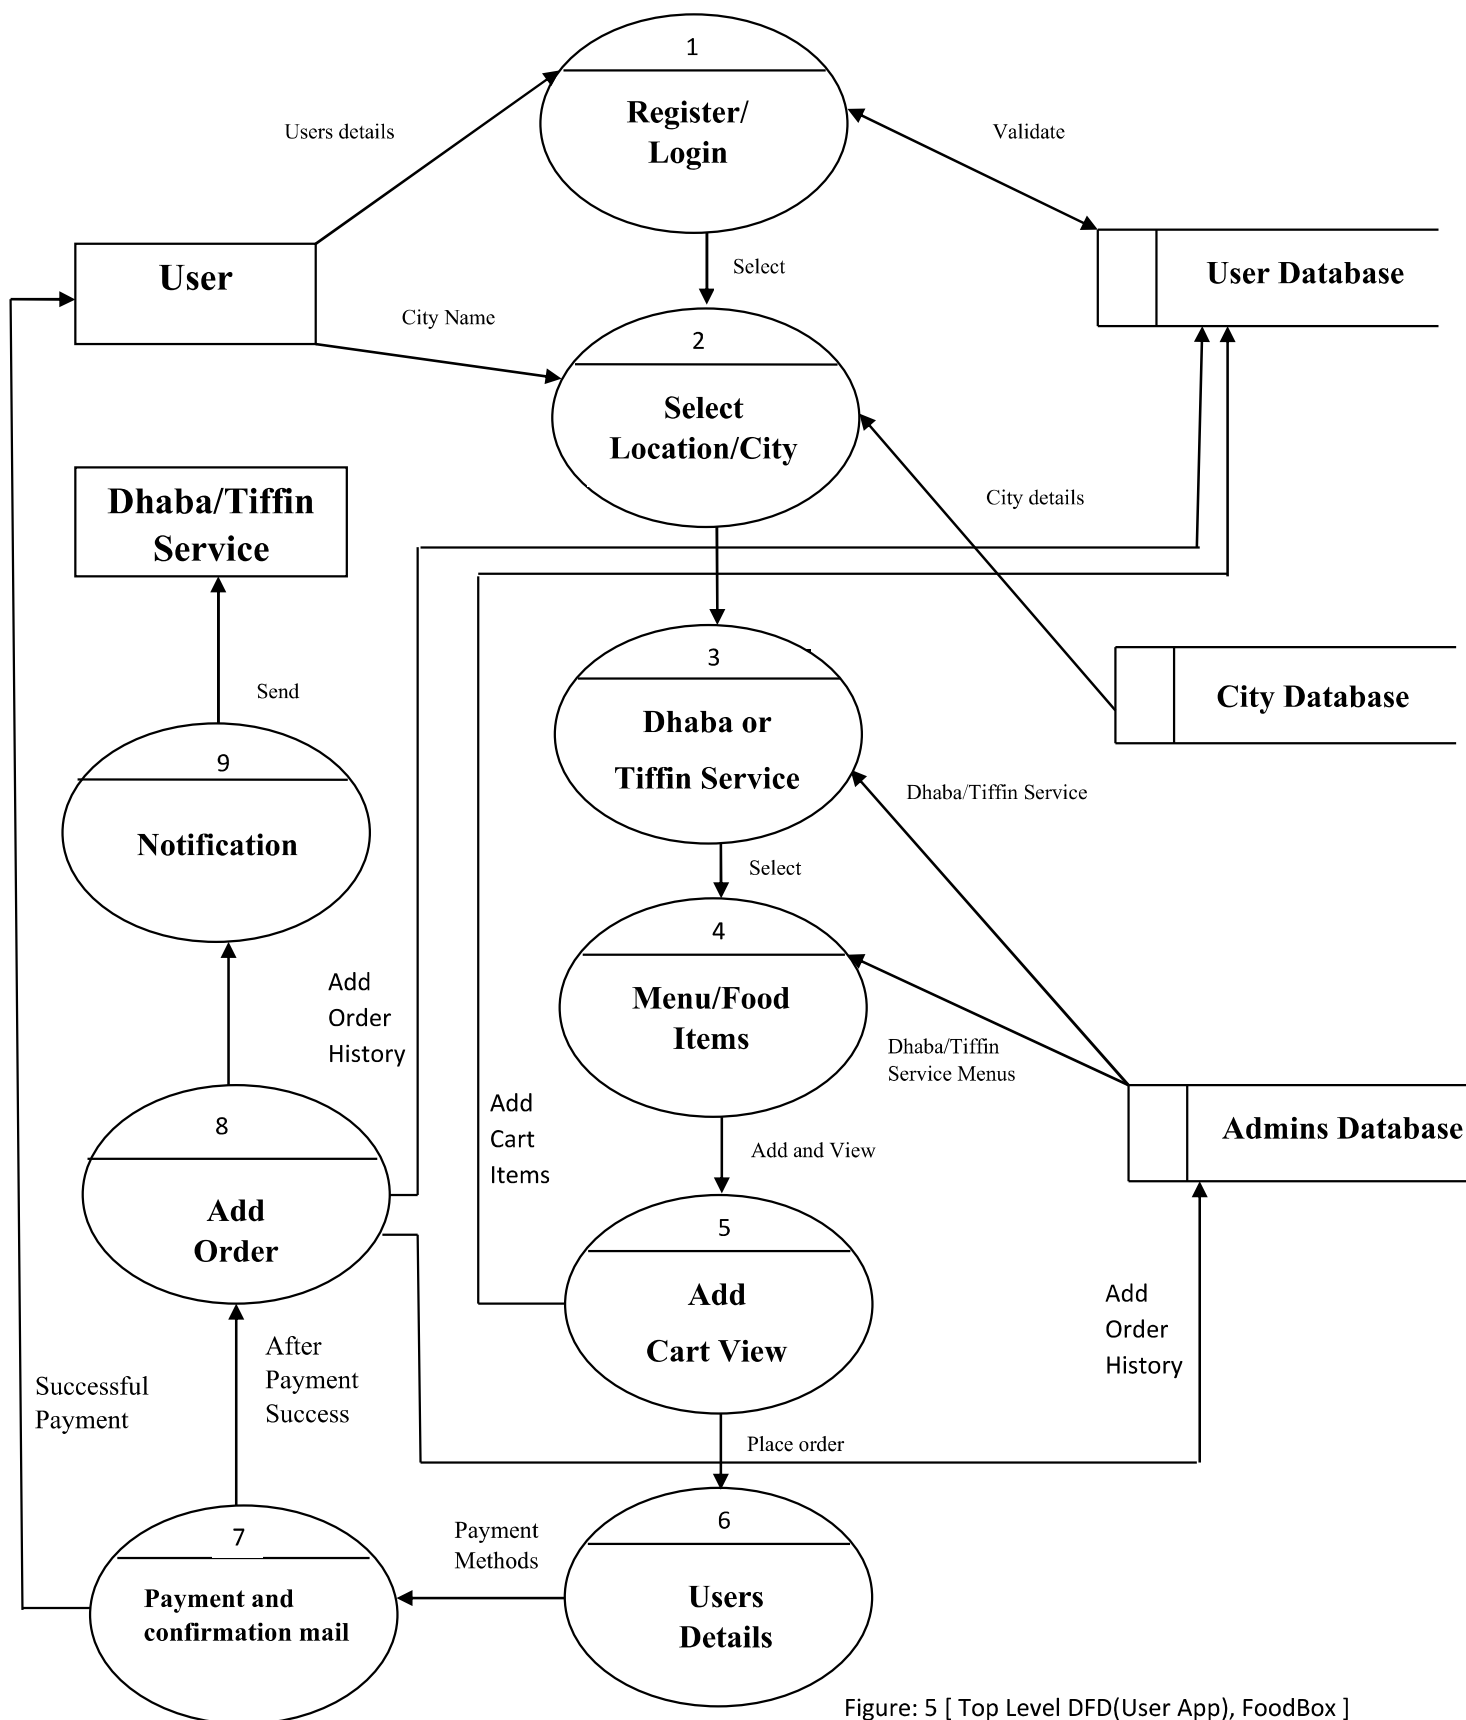 1
Register/
Login
Users details
Validate
User
User Database
Select
City Name
2
Select
Location/City
Dhaba/Tiffin
Service
City details
3
Dhaba or
Tiffin Service
City Database
Send
9
Notification
Dhaba/Tiffin Service
Select
4
Menu/Food
Items
Add
Order
History
Dhaba/Tiffin
Service Menus
Add
Cart
Items
Admins Database
8
Add
Order
Add and View
5
Add
Cart View
Add
Order
History
After
Payment
Success
Successful
Payment
Place order
6
Users
Details
Payment
Methods
7
Payment and
confirmation mail
Figure: 5 [ Top Level DFD(User App), FoodBox ]